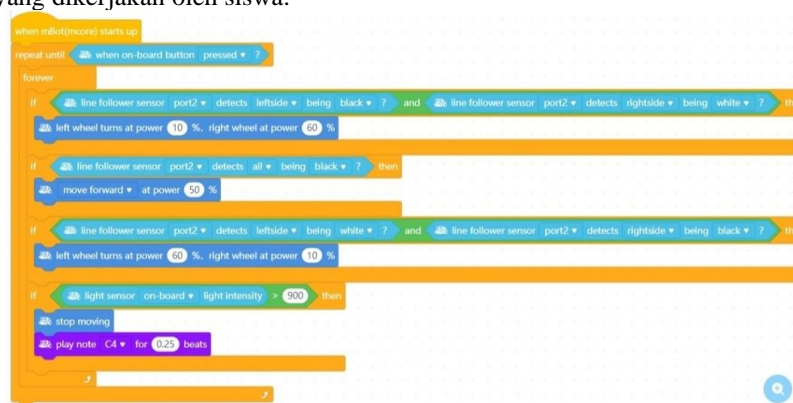 yang dikerjakan oleh siswa.
when mBot(mcore) starts up
repeat until when on-board button pressed ?
forever
if line follower sensor port2 detects leftside being black ? and line follower sensor port2 detects rightside being white ? th
left wheel turns at power 10 %, right wheel at power 60 %
if line follower sensor port2 detects all being black ? then
move forward at power 50 %
if line follower sensor port2 detects leftside being white ? and line follower sensor port2 detects rightside being black ? th
left wheel turns at power 60 %, right wheel at power 10 %
if light sensor on-board light intensity > 900 then
stop moving
play note C4 for 0.25 beats